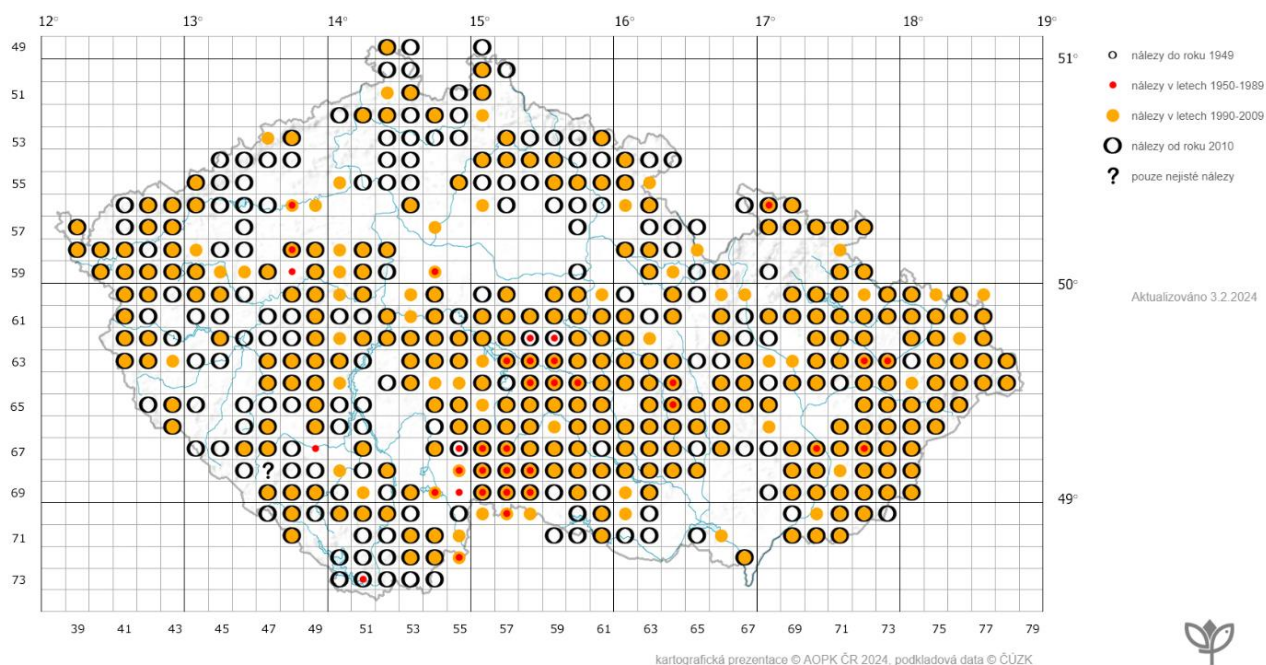 12° 13° 14° 15° 16° 17° 18° 19°
49
51°
51
53
55
57
59
50°
61
63
65
67
69
49°
71
73
39 41 43 45 47 49 51 53 55 57 59 61 63 65 67 69 71 73 75 77 79
nálezy do roku 1949
nálezy v letech 1950-1989
nálezy v letech 1990-2009
nálezy od roku 2010
? pouze nejisté nálezy
?
Aktualizováno 3.2.2024
kartografická prezentace © AOPK ČR 2024, podkladová data © ČÚZK